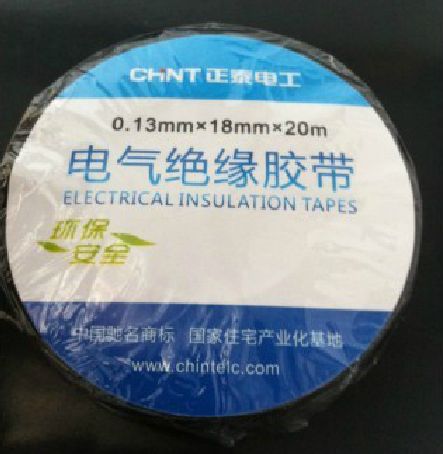 CHNT 正泰电工
0.13mm×18mm×20m
电气绝缘胶带
ELECTRICAL INSULATION TAPES
环保
安全
中国驰名商标 国家住宅产业化基地
www.chintelc.com